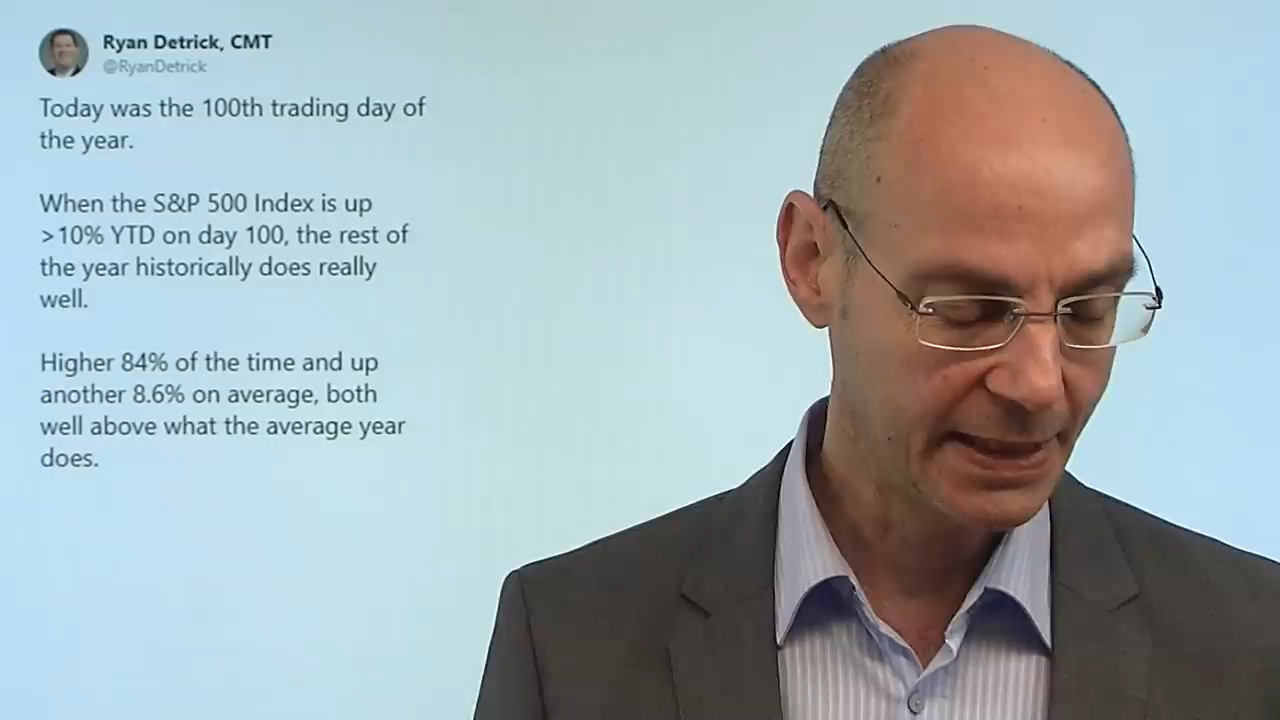 Ryan Detrick, CMT
@RyanDetrick
Today was the 100th trading day of
the year.
When the S&P 500 Index is up
>10% YTD on day 100, the rest of
the year historically does really
well.
Higher 84% of the time and up
another 8.6% on average, both
well above what the average year
does.